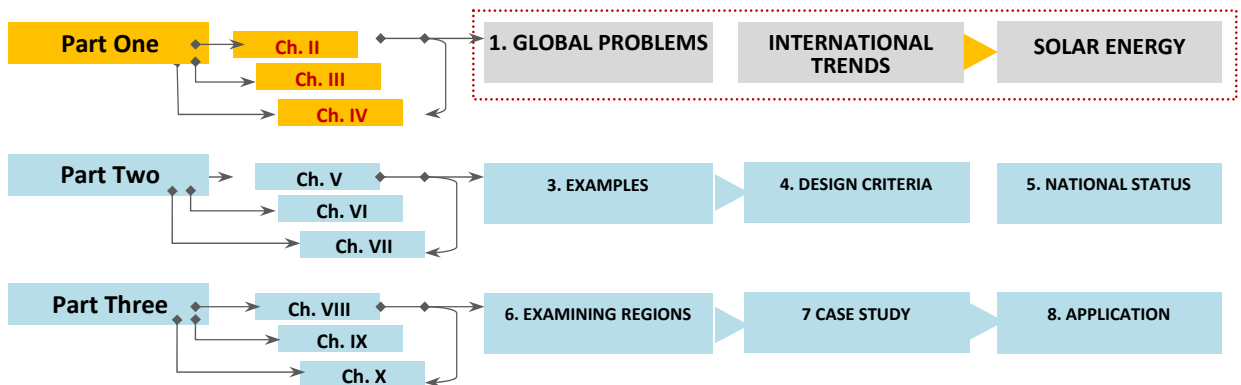 Part One
Ch. II
Ch. III
Ch. IV
1. GLOBAL PROBLEMS
INTERNATIONAL
TRENDS
SOLAR ENERGY
Part Two
Ch. V
Ch. VI
Ch. VII
3. EXAMPLES
4. DESIGN CRITERIA
5. NATIONAL STATUS
Part Three
Ch. VIII
Ch. IX
Ch. X
6. EXAMINING REGIONS
7 CASE STUDY
8. APPLICATION